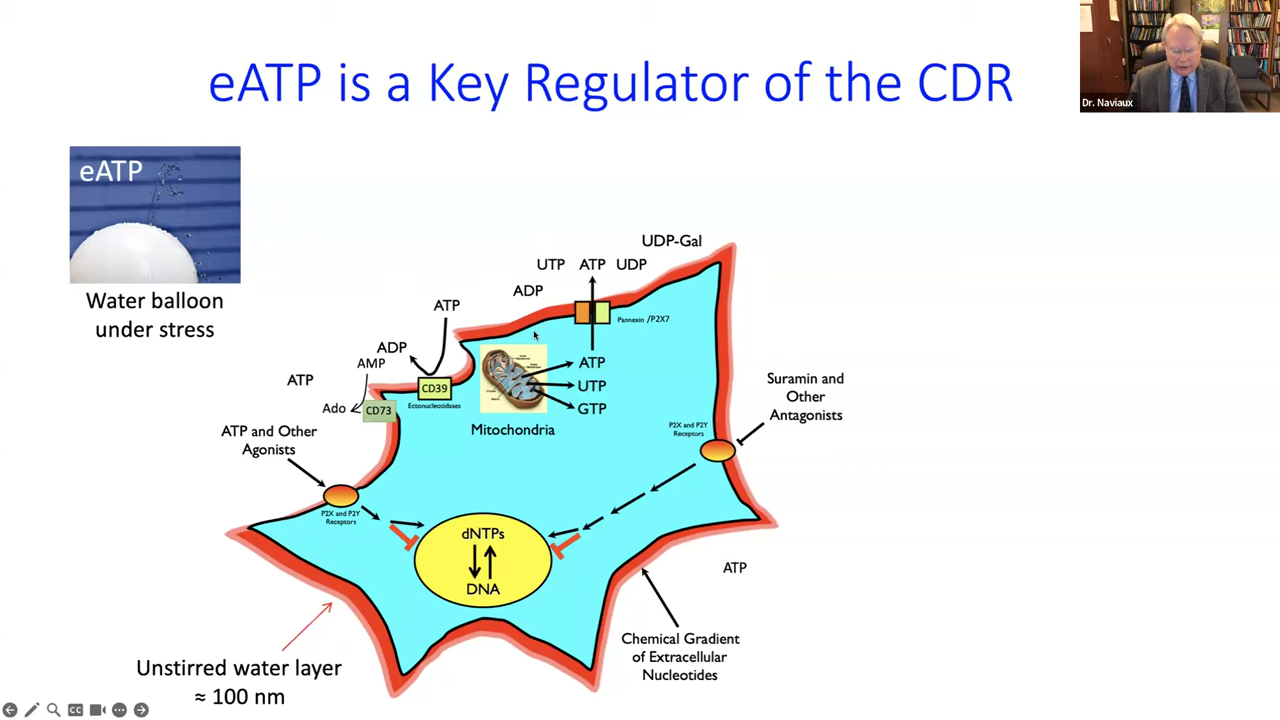 eATP is a Key Regulator of the CDR
Dr. Naviaux
eATP
Water balloon
under stress
UDP-Gal
UTP ATP UDP
ADP
ATP
Pannexin /P2X7
ADP
AMP
ATP
CD39
Ectonucleotidases
Ado
CD73
ATP
UTP
GTP
Mitochondria
ATP and Other
Agonists
P2X and P2Y
Receptors
Suramin and
Other
Antagonists
P2X and P2Y
Receptors
dNTPs
DNA
ATP
Chemical Gradient
of Extracellular
Nucleotides
Unstirred water layer
≈ 100 nm
CC